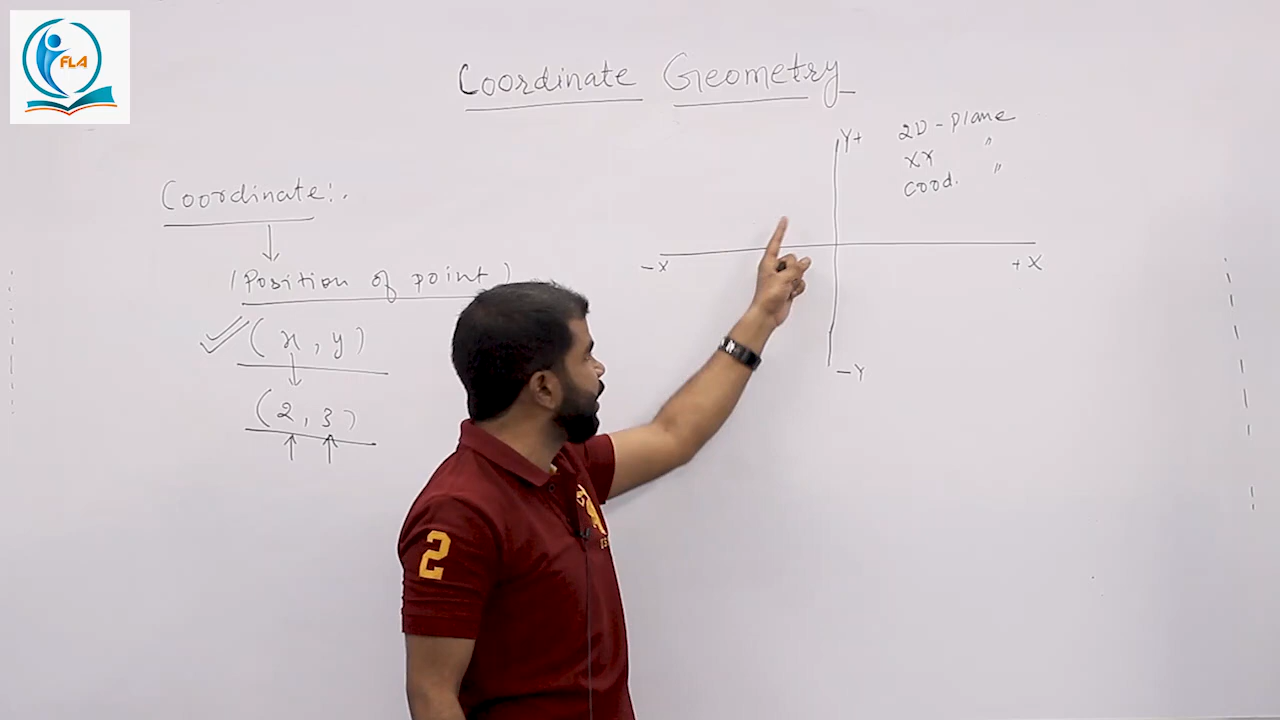 FLA
Coordinate Geometry
Coordinate:.
(Position of point)
(x, y)
(2, 3)
Y+
-X
+X
-Y
2D-Plane
XY "
Cood. "
2